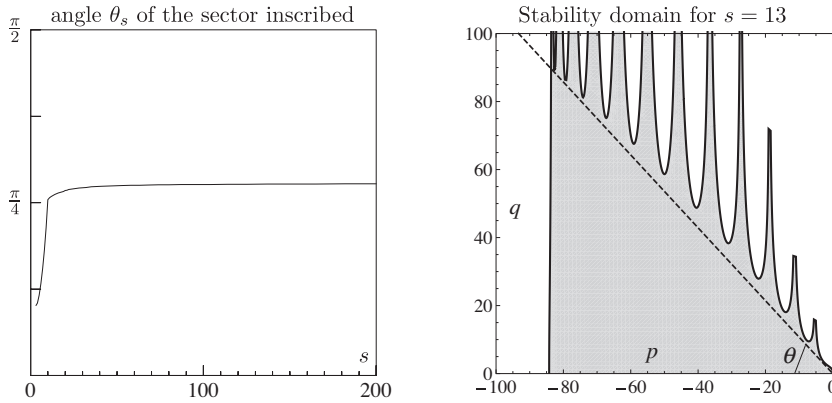 angle θₛ of the sector inscribed
π/2
π/4
s
0 100 200
Stability domain for s = 13
100
80
60
40
20
0
q
p
θ
−100 −80 −60 −40 −20 0